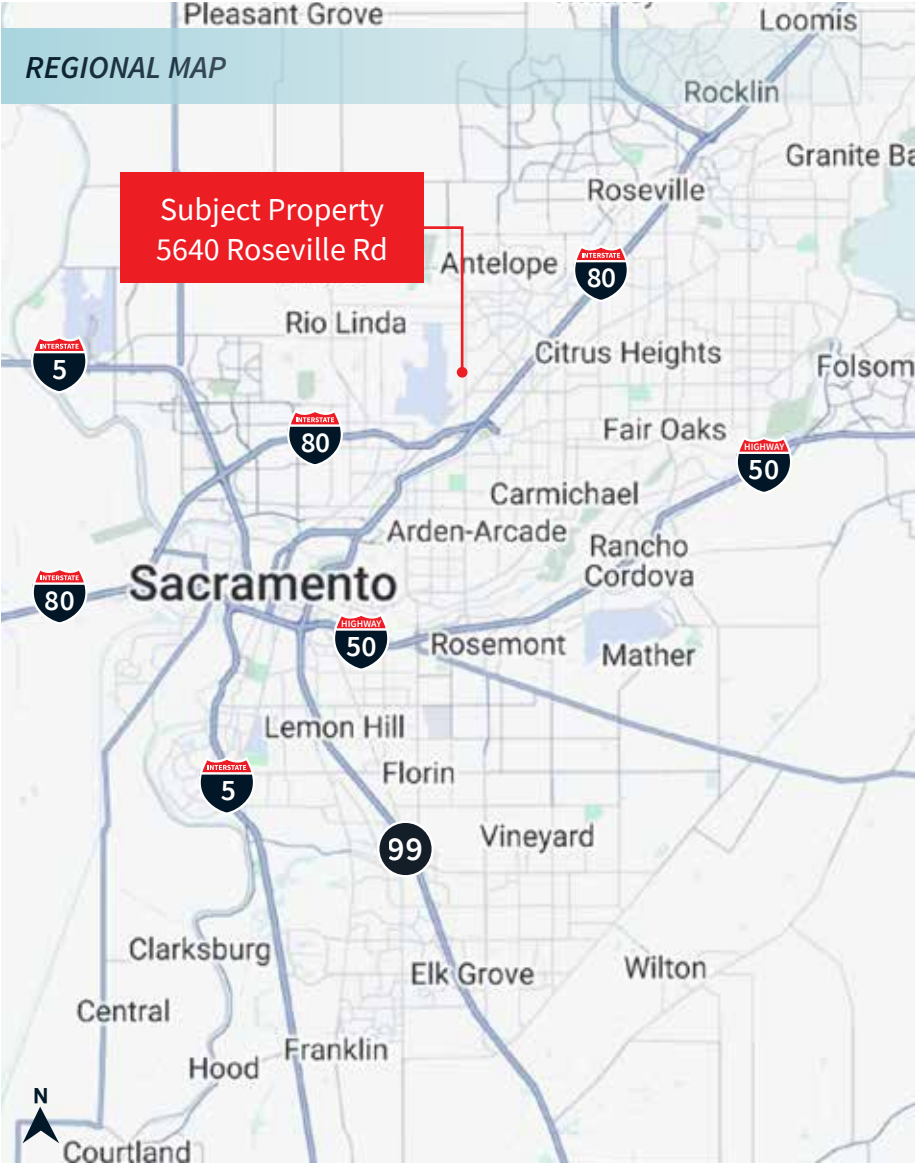 Pleasant Grove
Loomis
REGIONAL MAP
Rocklin
Granite Ba
Roseville
Subject Property
5640 Roseville Rd
Antelope
INTERSTATE
80
Rio Linda
Citrus Heights
INTERSTATE
5
Folsom
INTERSTATE
80
Fair Oaks
HIGHWAY
50
Carmichael
Arden-Arcade
Rancho
Cordova
INTERSTATE
80
Sacramento
HIGHWAY
50
Rosemont
Mather
Lemon Hill
INTERSTATE
5
Florin
99
Vineyard
Clarksburg
Elk Grove
Wilton
Central
Franklin
Hood
N
Courtland